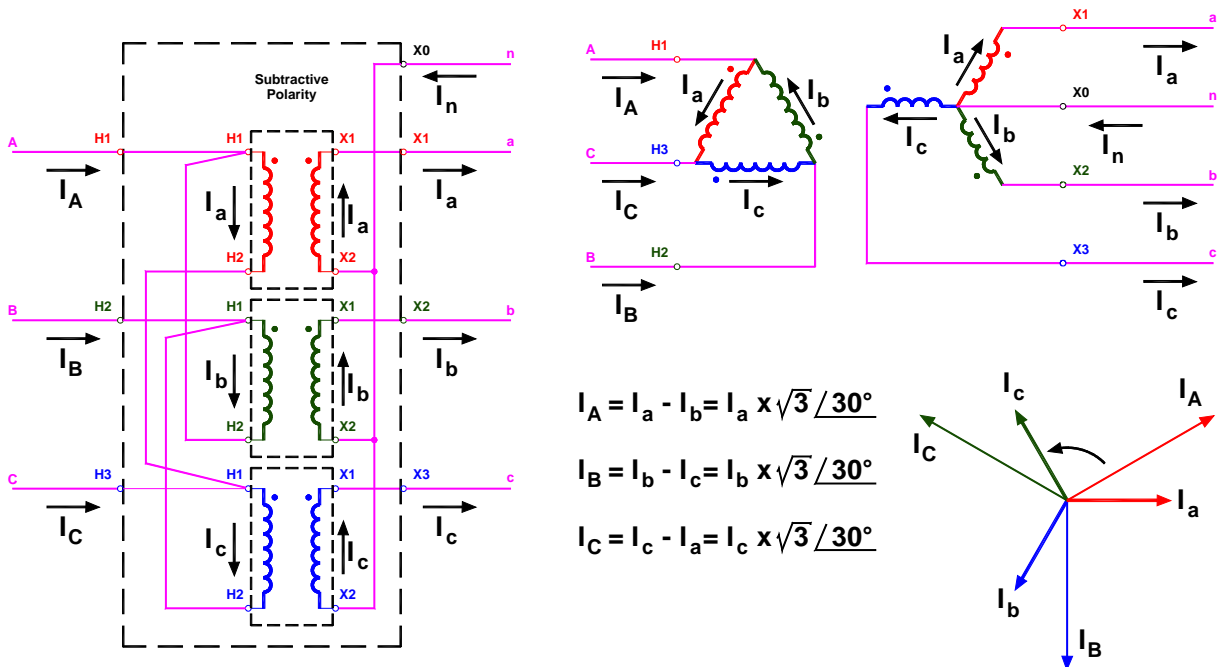 X0
n
Subtractive
Polarity
I_n
A
H1
H1
X1
X1
a
I_A
I_a
I_a
I_a
H2
X2
B
H2
H1
X1
X2
b
I_B
I_b
I_b
I_b
H2
X2
C
H3
H1
X1
X3
c
I_C
I_c
I_c
I_c
H2
X2
A
H1
I_A
I_a
I_b
C
H3
I_C
I_c
B
H2
I_B
X1
a
I_a
I_a
X0
n
I_c
I_b
I_n
X2
b
I_b
X3
c
I_c
I_A = I_a - I_b = I_a x √3 /30°
I_B = I_b - I_c = I_b x √3 /30°
I_C = I_c - I_a = I_c x √3 /30°
I_c
I_A
I_C
I_a
I_b
I_B